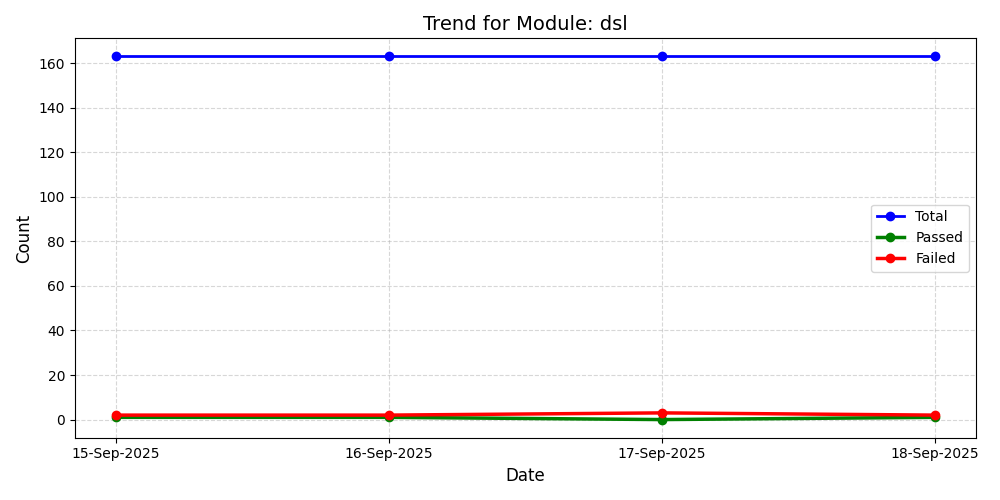 Trend for Module: dsl
Count
160
140
120
100
80
60
40
20
0
Total
Passed
Failed
15-Sep-2025
16-Sep-2025
17-Sep-2025
18-Sep-2025
Date